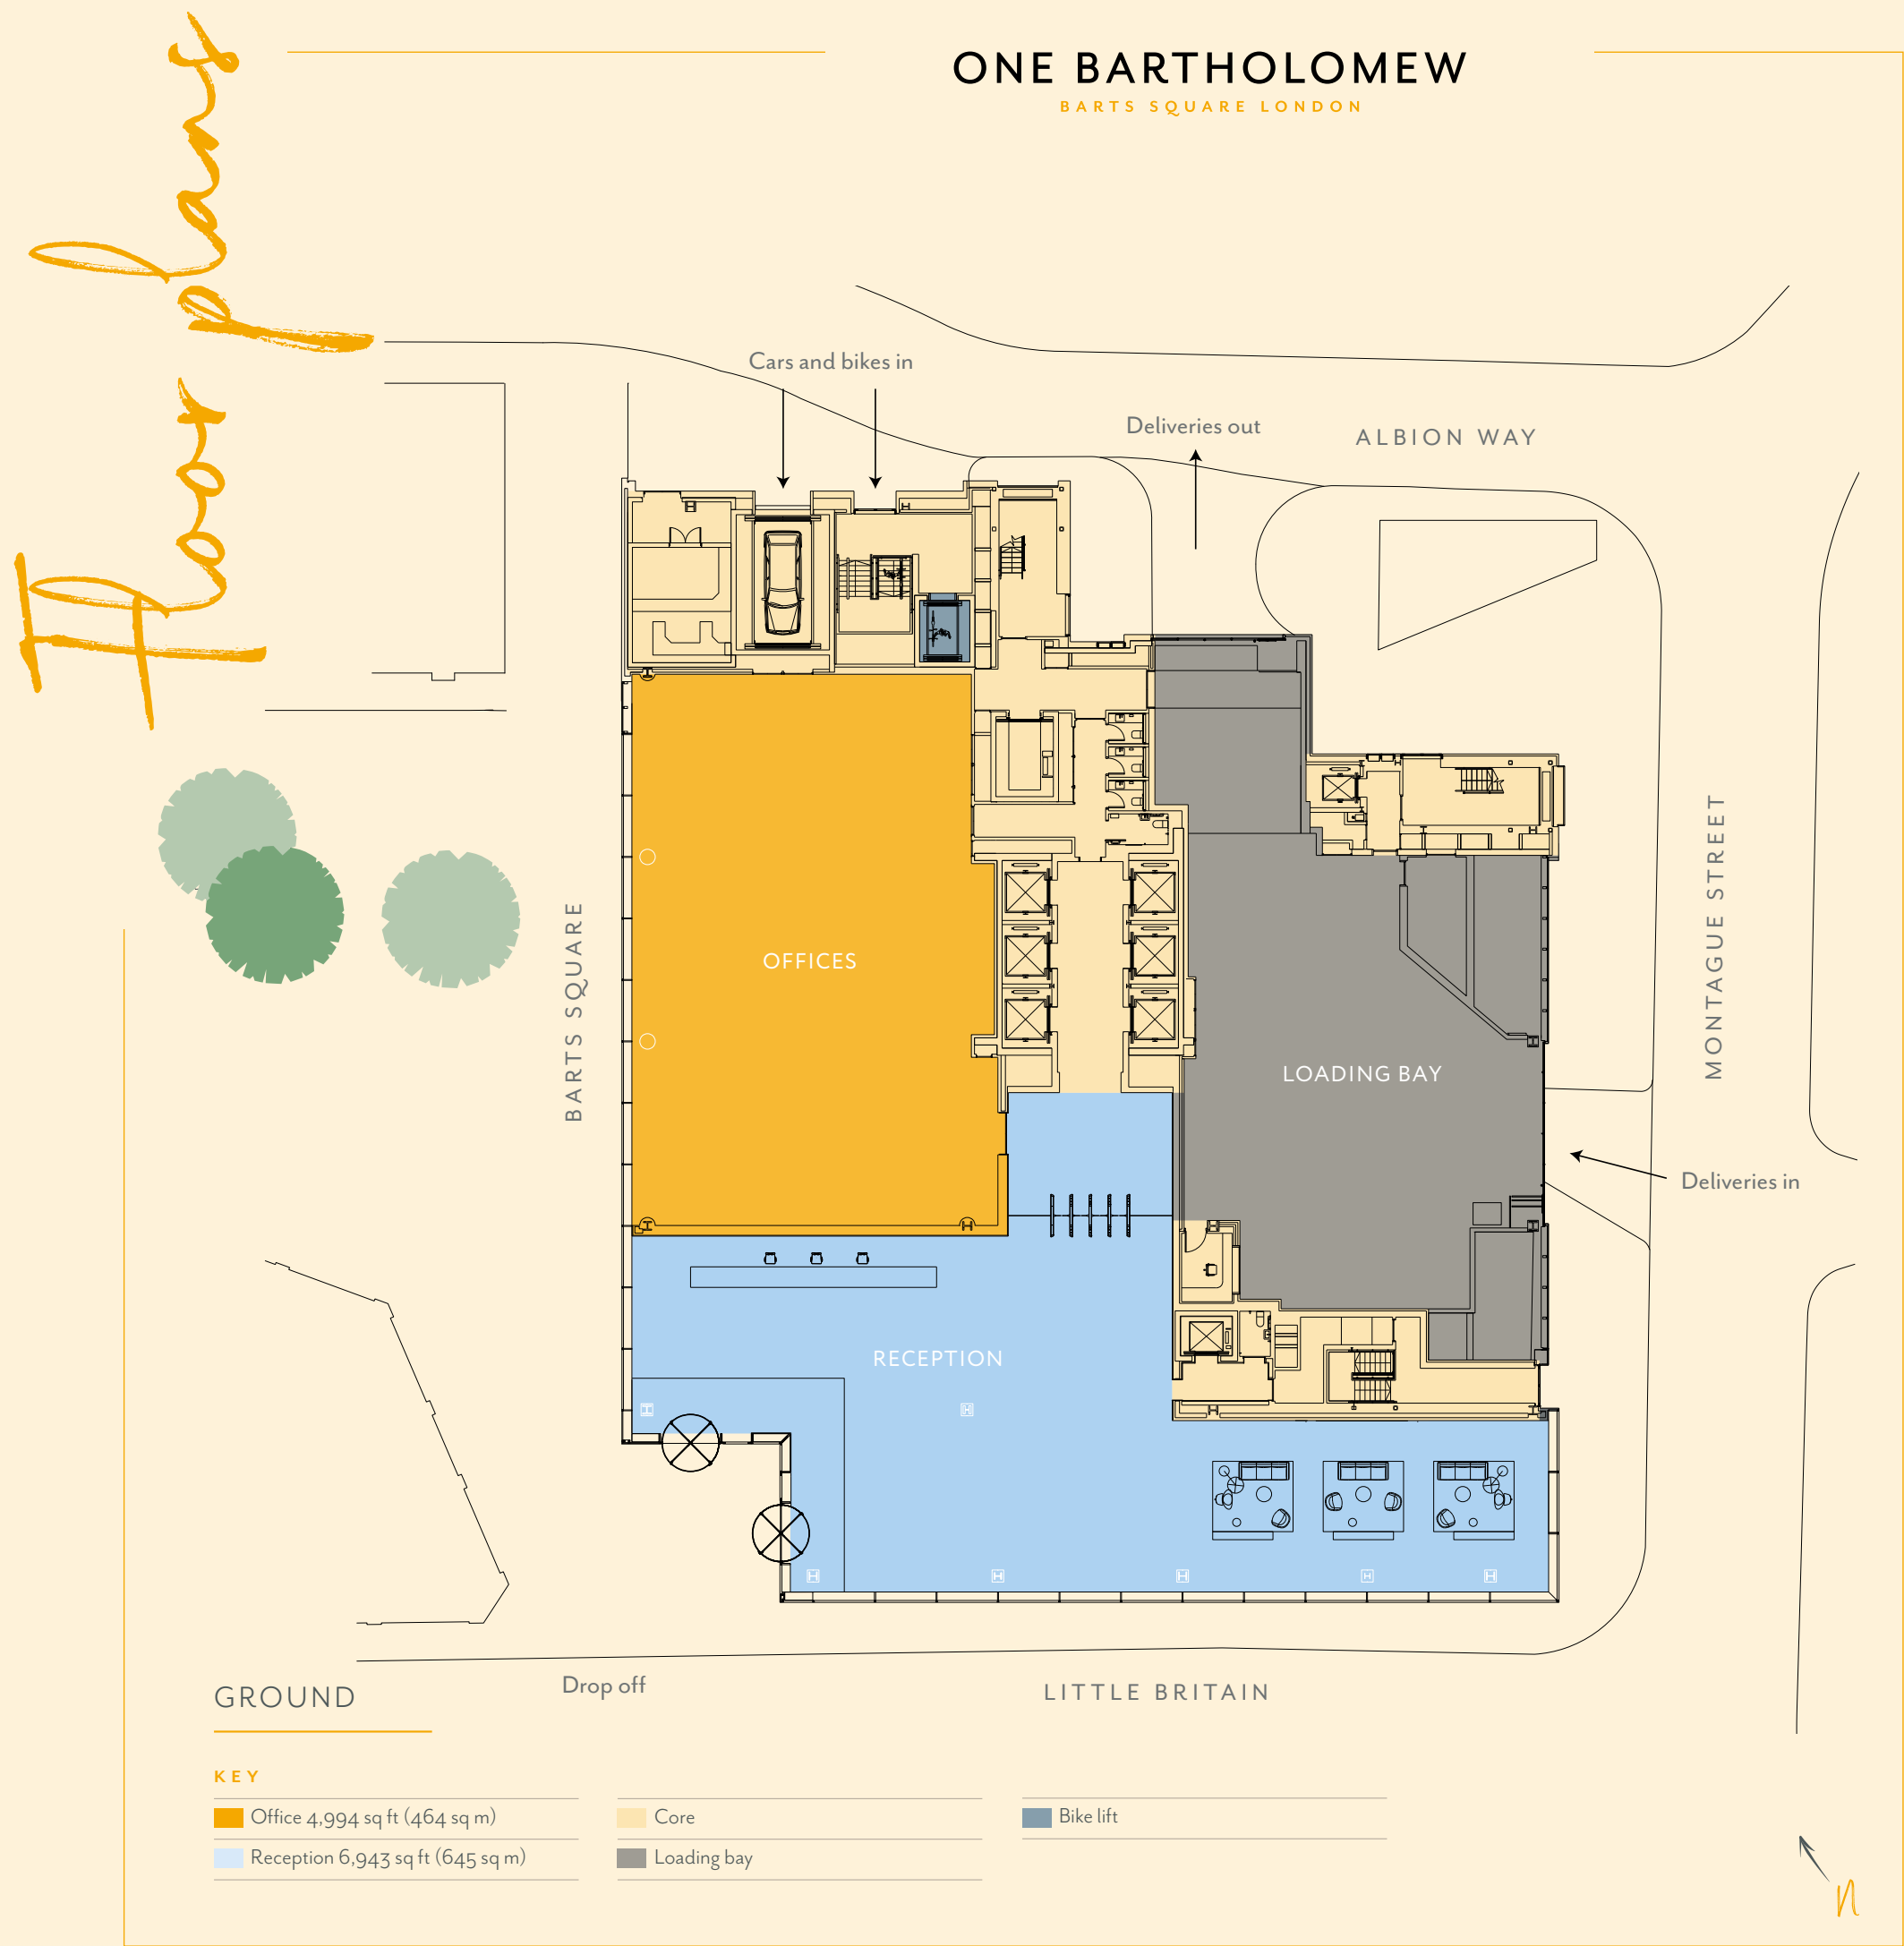 Floor plans
ONE BARTHOLOMEW
BARTS SQUARE LONDON
Cars and bikes in
Deliveries out
ALBION WAY
OFFICES
BARTS SQUARE
MONTAGUE STREET
LOADING BAY
Deliveries in
RECEPTION
Drop off
LITTLE BRITAIN
GROUND
KEY
Office 4,994 sq ft (464 sq m)
Reception 6,943 sq ft (645 sq m)
Core
Loading bay
Bike lift
n